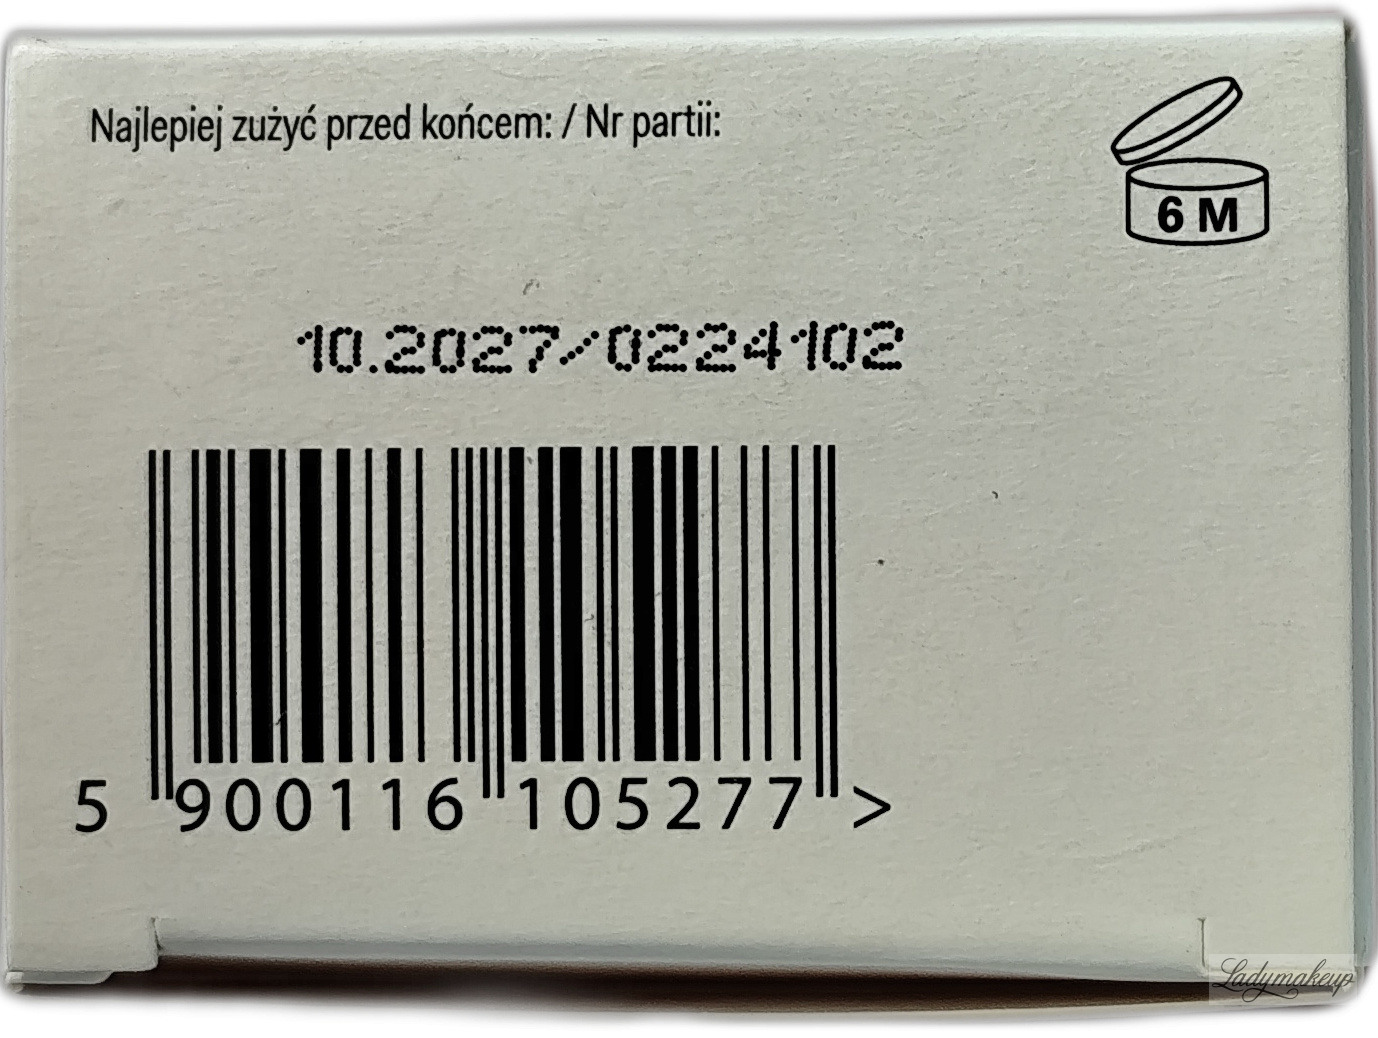 Najlepiej zużyć przed końcem: / Nr partii:
6 M
10.2027/0224102
5 900116 105277 >
Ladymakeup